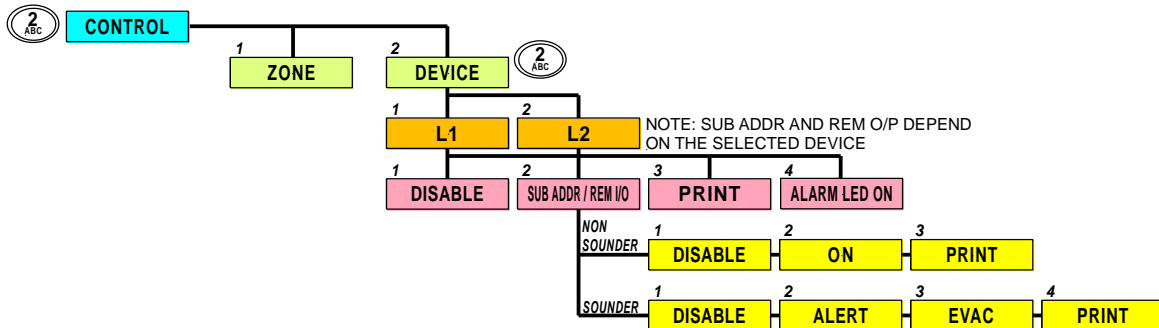 2
ABC
CONTROL
1
ZONE
2
DEVICE
2
ABC
1
L1
2
L2
NOTE: SUB ADDR AND REM O/P DEPEND
ON THE SELECTED DEVICE
1
DISABLE
2
SUB ADDR / REM I/O
3
PRINT
4
ALARM LED ON
NON
SOUNDER
1
DISABLE
2
ON
3
PRINT
SOUNDER
1
DISABLE
2
ALERT
3
EVAC
4
PRINT